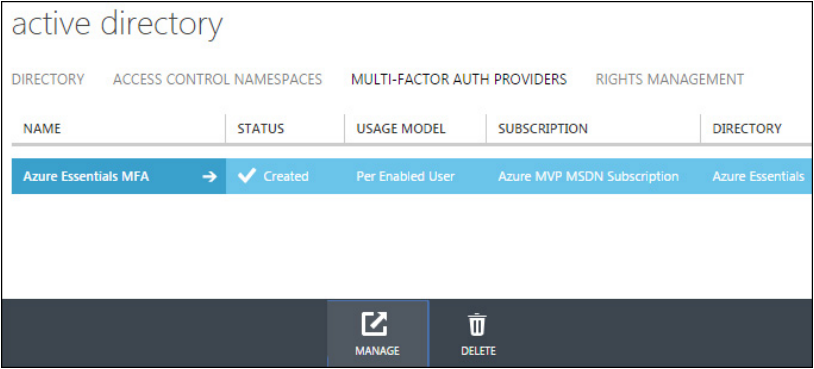 active directory
DIRECTORY ACCESS CONTROL NAMESPACES MULTI-FACTOR AUTH PROVIDERS RIGHTS MANAGEMENT
NAME STATUS USAGE MODEL SUBSCRIPTION DIRECTORY
Azure Essentials MFA Created Per Enabled User Azure MVP MSDN Subscription Azure Essentials
MANAGE DELETE